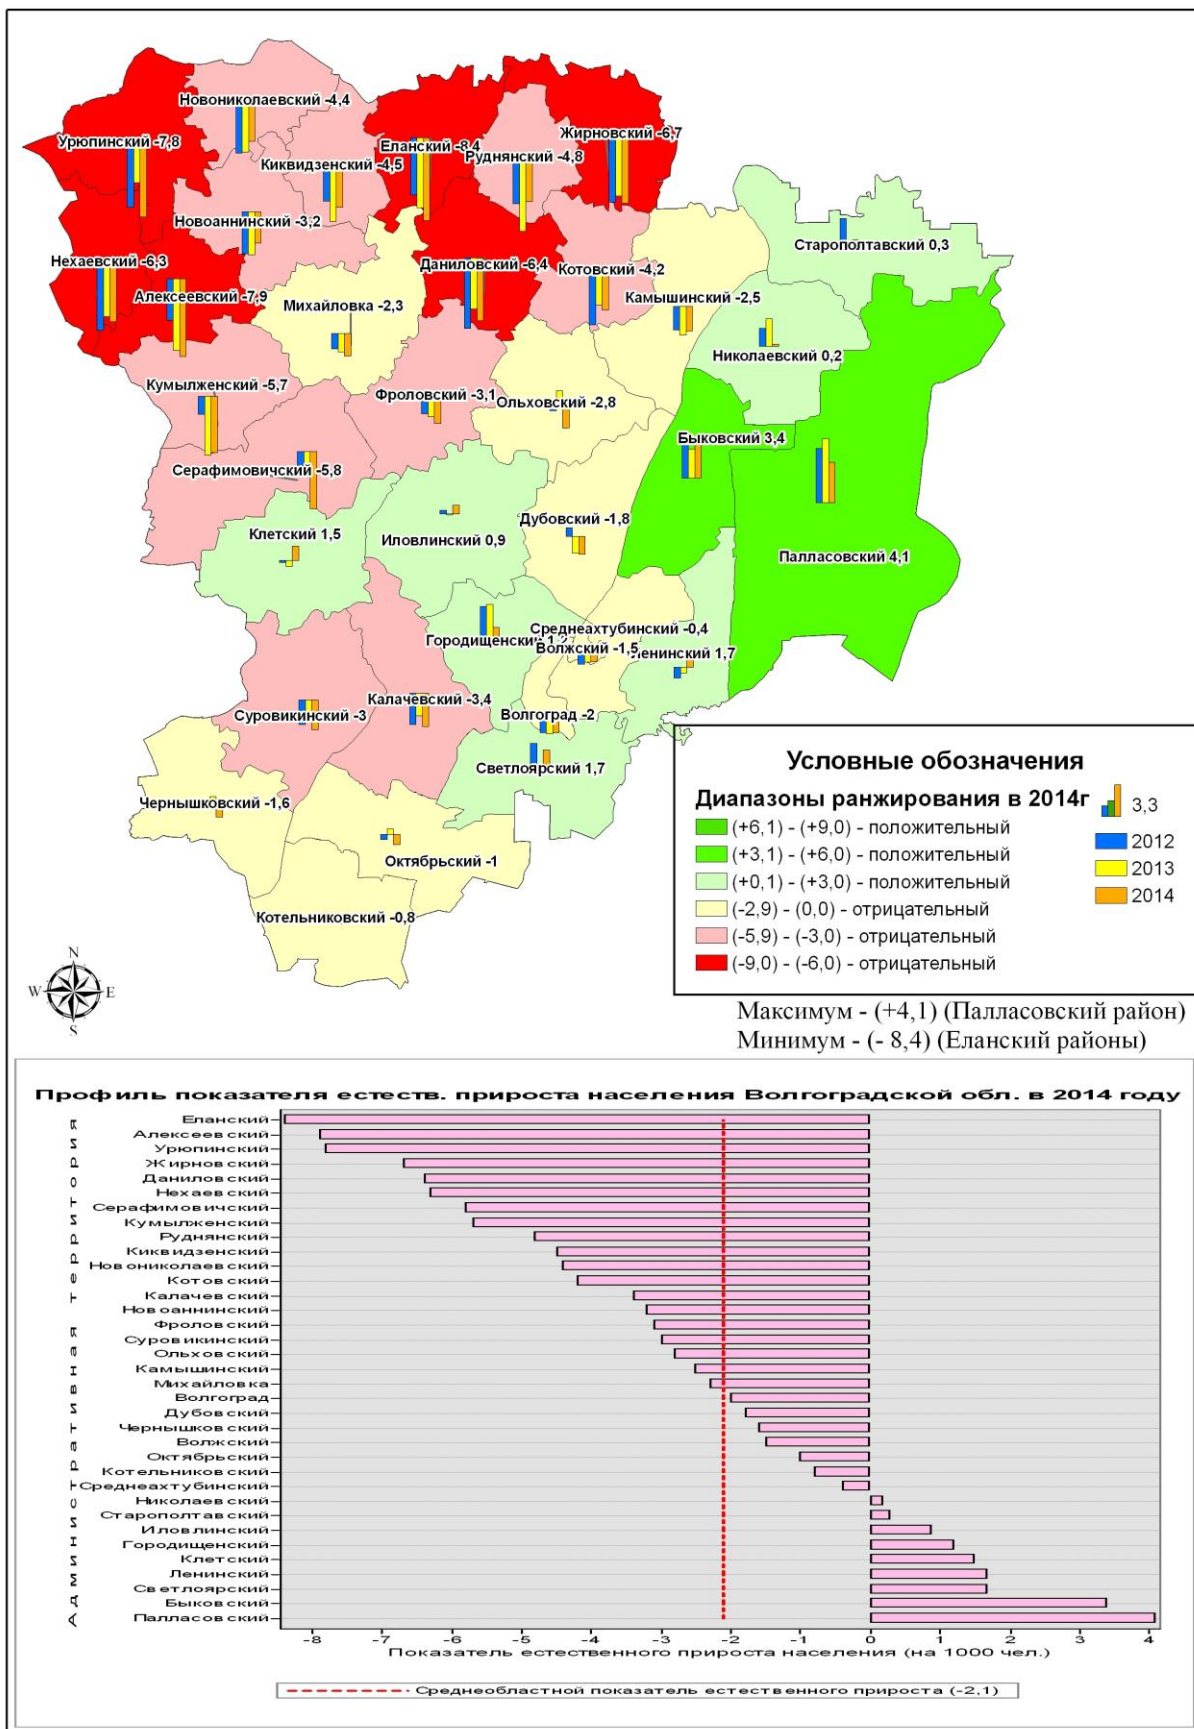 Новониколаевский -4,4
Урюпинский -7,8
Киквидзенский -4,5
Еланский -8,4
Руднянский -4,8
Жирновский -6,7
Новоаннинский -3,2
Нехаевский -6,3
Алексеевский -7,9
Даниловский -6,4
Котовский -4,2
Старополтавский 0,3
Михайловка -2,3
Камышинский -2,5
Николаевский 0,2
Кумылженский -5,7
Фроловский -3,1
Ольховский -2,8
Быковский 3,4
Серафимовичский -5,8
Клетский 1,5
Иловлинский 0,9
Дубовский -1,8
Палласовский 4,1
Городищенский 1,2
Среднеахтубинский -0,4
Волжский -1,5
Ленинский 1,7
Суровикинский -3
Калачевский -3,4
Волгоград -2
Светлоярский 1,7
Чернышковский -1,6
Октябрьский -1
Котельниковский -0,8
N
W
E
S
Условные обозначения
Диапазоны ранжирования в 2014г
(+6,1) - (+9,0) - положительный
(+3,1) - (+6,0) - положительный
(+0,1) - (+3,0) - положительный
(-2,9) - (0,0) - отрицательный
(-5,9) - (-3,0) - отрицательный
(-9,0) - (-6,0) - отрицательный
3,3
2012
2013
2014
Максимум - (+4,1) (Палласовский район)
Минимум - (- 8,4) (Еланский районы)
Профиль показателя естеств. прироста населения Волгоградской обл. в 2014 году
Административная территория
Еланский
Алексеевский
Урюпинский
Жирновский
Даниловский
Нехаевский
Серафимовичский
Кумылженский
Руднянский
Киквидзенский
Новониколаевский
Котовский
Калачевский
Новоаннинский
Фроловский
Суровикинский
Ольховский
Камышинский
Михайловка
Волгоград
Дубовский
Чернышковский
Волжский
Октябрьский
Котельниковский
Среднеахтубинский
Николаевский
Старополтавский
Иловлинский
Городищенский
Клетский
Ленинский
Светлоярский
Быковский
Палласовский
-8 -7 -6 -5 -4 -3 -2 -1 0 1 2 3 4
Показатель естественного прироста населения (на 1000 чел.)
Среднеобластной показатель естественного прироста (-2,1)